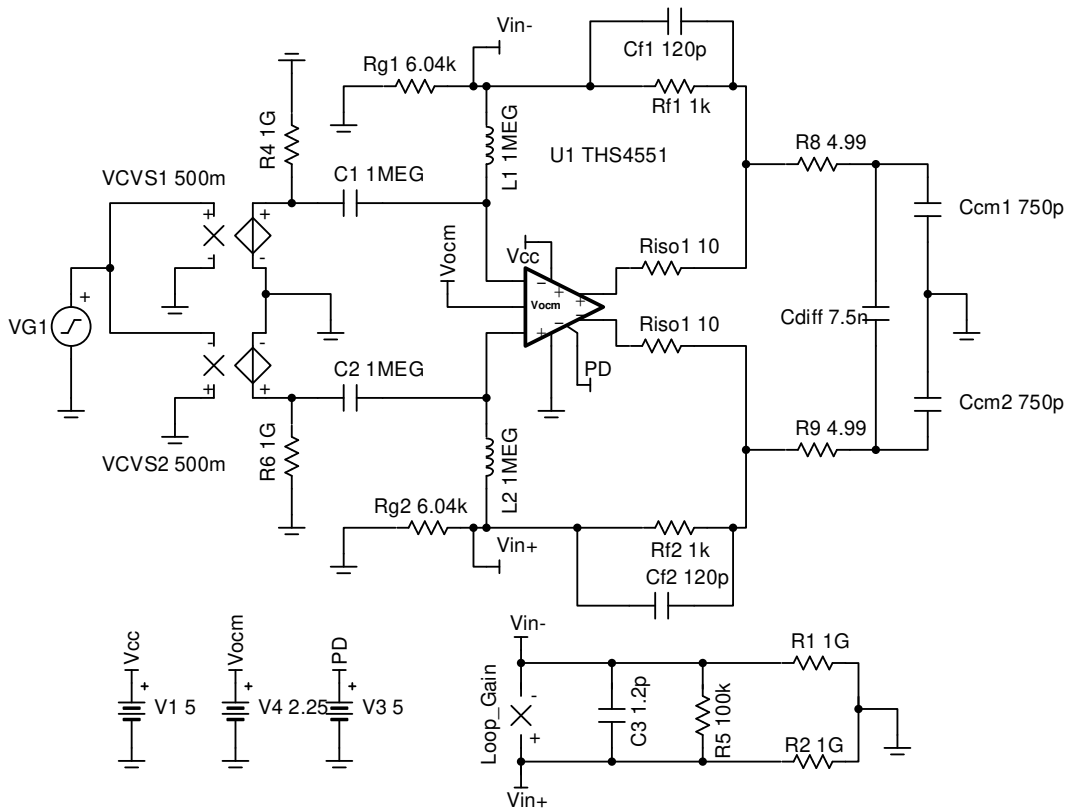 Vin-
Cf1 120p
Rg1 6.04k
Rf1 1k
R4 1G
L1 1MEG
U1 THS4551
R8 4.99
VCVS1 500m
C1 1MEG
Ccm1 750p
Vocm
Vcc
Riso1 10
Vocm
VG1
Cdiff 7.5n
Riso1 10
PD
C2 1MEG
Ccm2 750p
R9 4.99
VCVS2 500m
R6 1G
L2 1MEG
Rg2 6.04k
Vin+
Rf2 1k
Cf2 120p
Vcc
V1 5
Vocm
V4 2.25
PD
V3 5
Vin-
R1 1G
Loop_Gain
C3 1.2p
R5 100k
R2 1G
Vin+